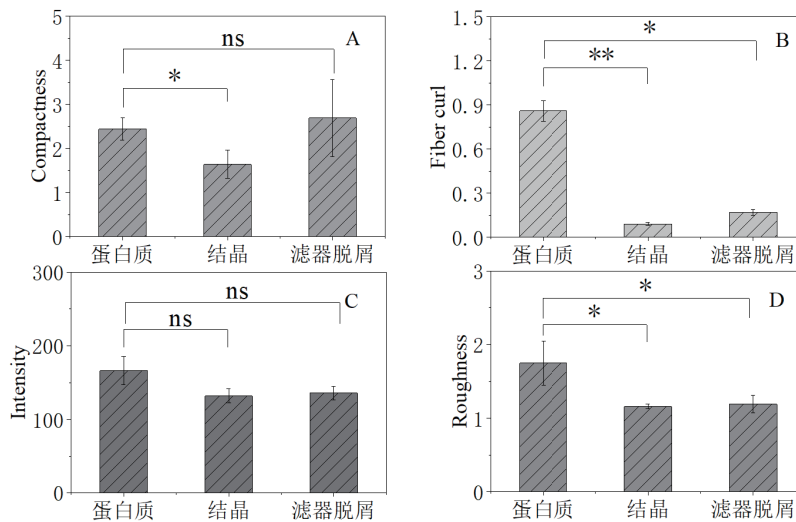 A
Compactness
5
4
3
2
1
0
ns
*
蛋白质 结晶 滤器脱屑
B
Fiber curl
1.5
1.2
0.9
0.6
0.3
0.0
*
**
蛋白质 结晶 滤器脱屑
C
Intensity
300
200
100
0
ns
ns
蛋白质 结晶 滤器脱屑
D
Roughness
3
2
1
0
*
*
蛋白质 结晶 滤器脱屑